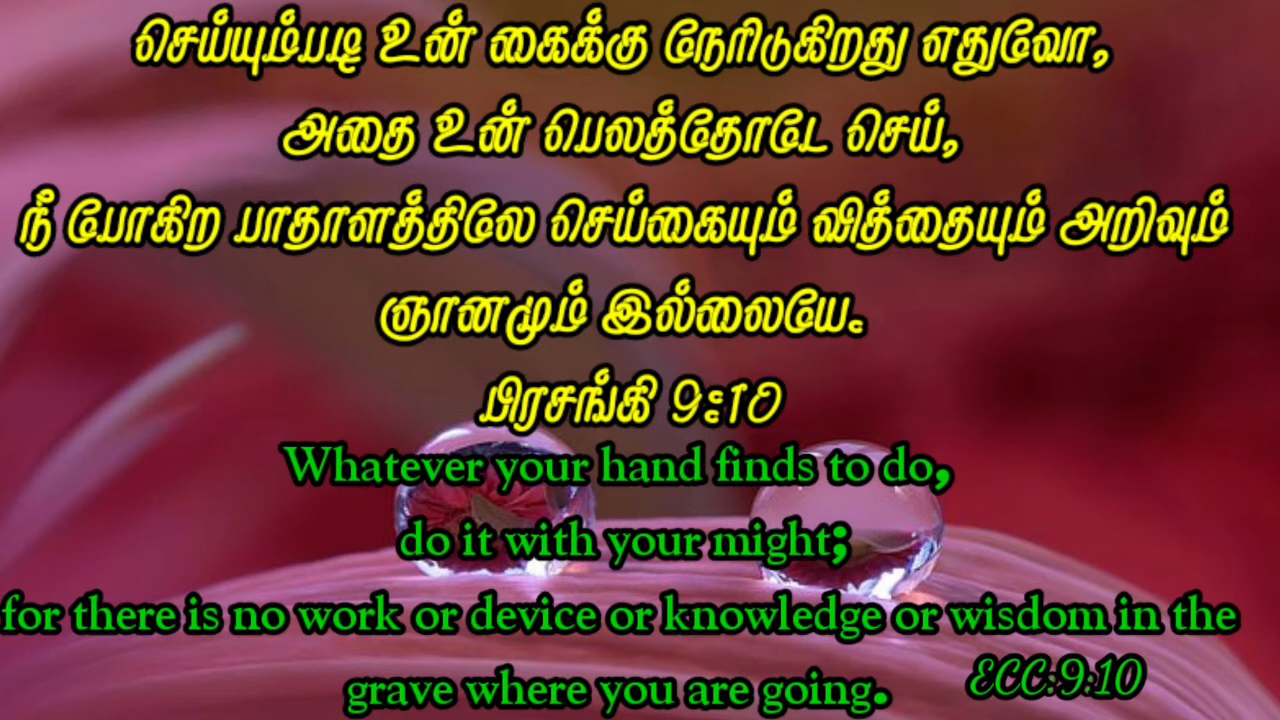 செய்யும்படி உன் கைக்கு நேரிடுகிறது எதுவோ,
அதை உன் பெலத்தோடே செய்,
நீ போகிற பாதாளத்திலே செய்கையும் வித்தையும் அறிவும்
ஞானமும் இல்லையே.
பிரசங்கி 9:10
Whatever your hand finds to do,
do it with your might;
for there is no work or device or knowledge or wisdom in the
grave where you are going. ECC:9:10